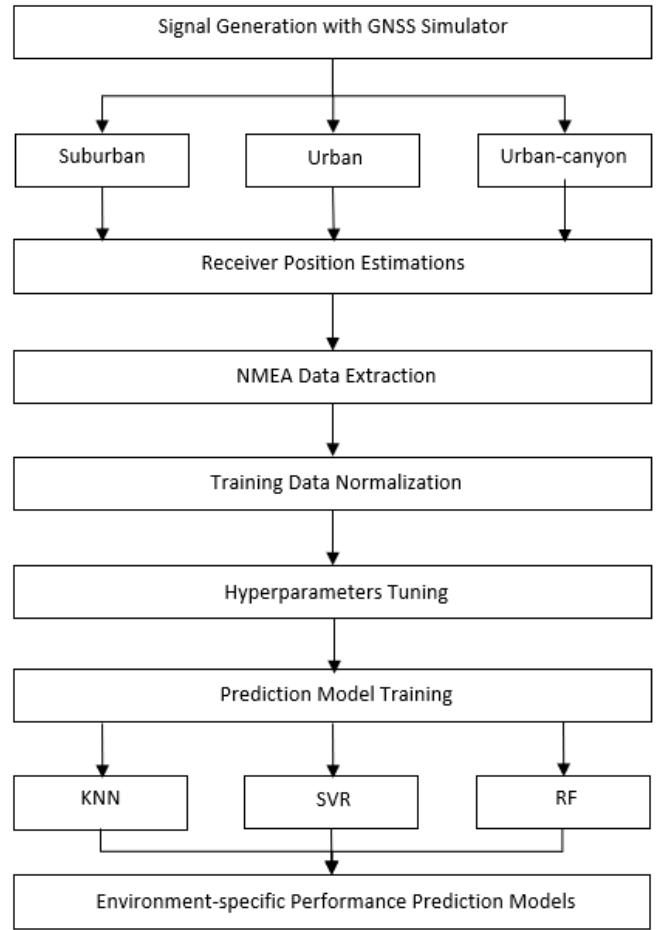 Signal Generation with GNSS Simulator
Suburban
Urban
Urban-canyon
Receiver Position Estimations
NMEA Data Extraction
Training Data Normalization
Hyperparameters Tuning
Prediction Model Training
KNN
SVR
RF
Environment-specific Performance Prediction Models